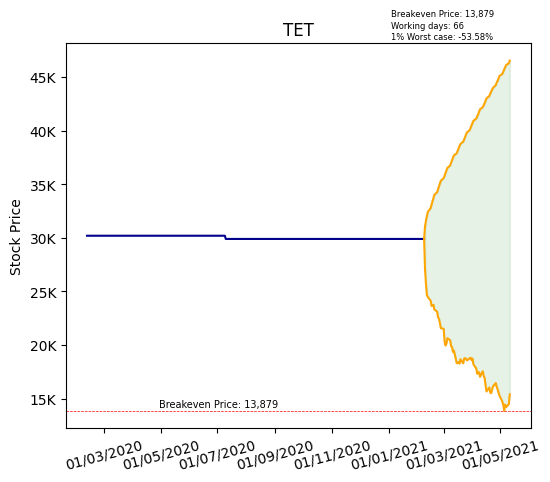 Breakeven Price: 13,879
Working days: 66
1% Worst case: -53.58%
TET
Stock Price
45K
40K
35K
30K
25K
20K
15K
Breakeven Price: 13,879
01/03/2020
01/05/2020
01/07/2020
01/09/2020
01/11/2020
01/01/2021
01/03/2021
01/05/2021